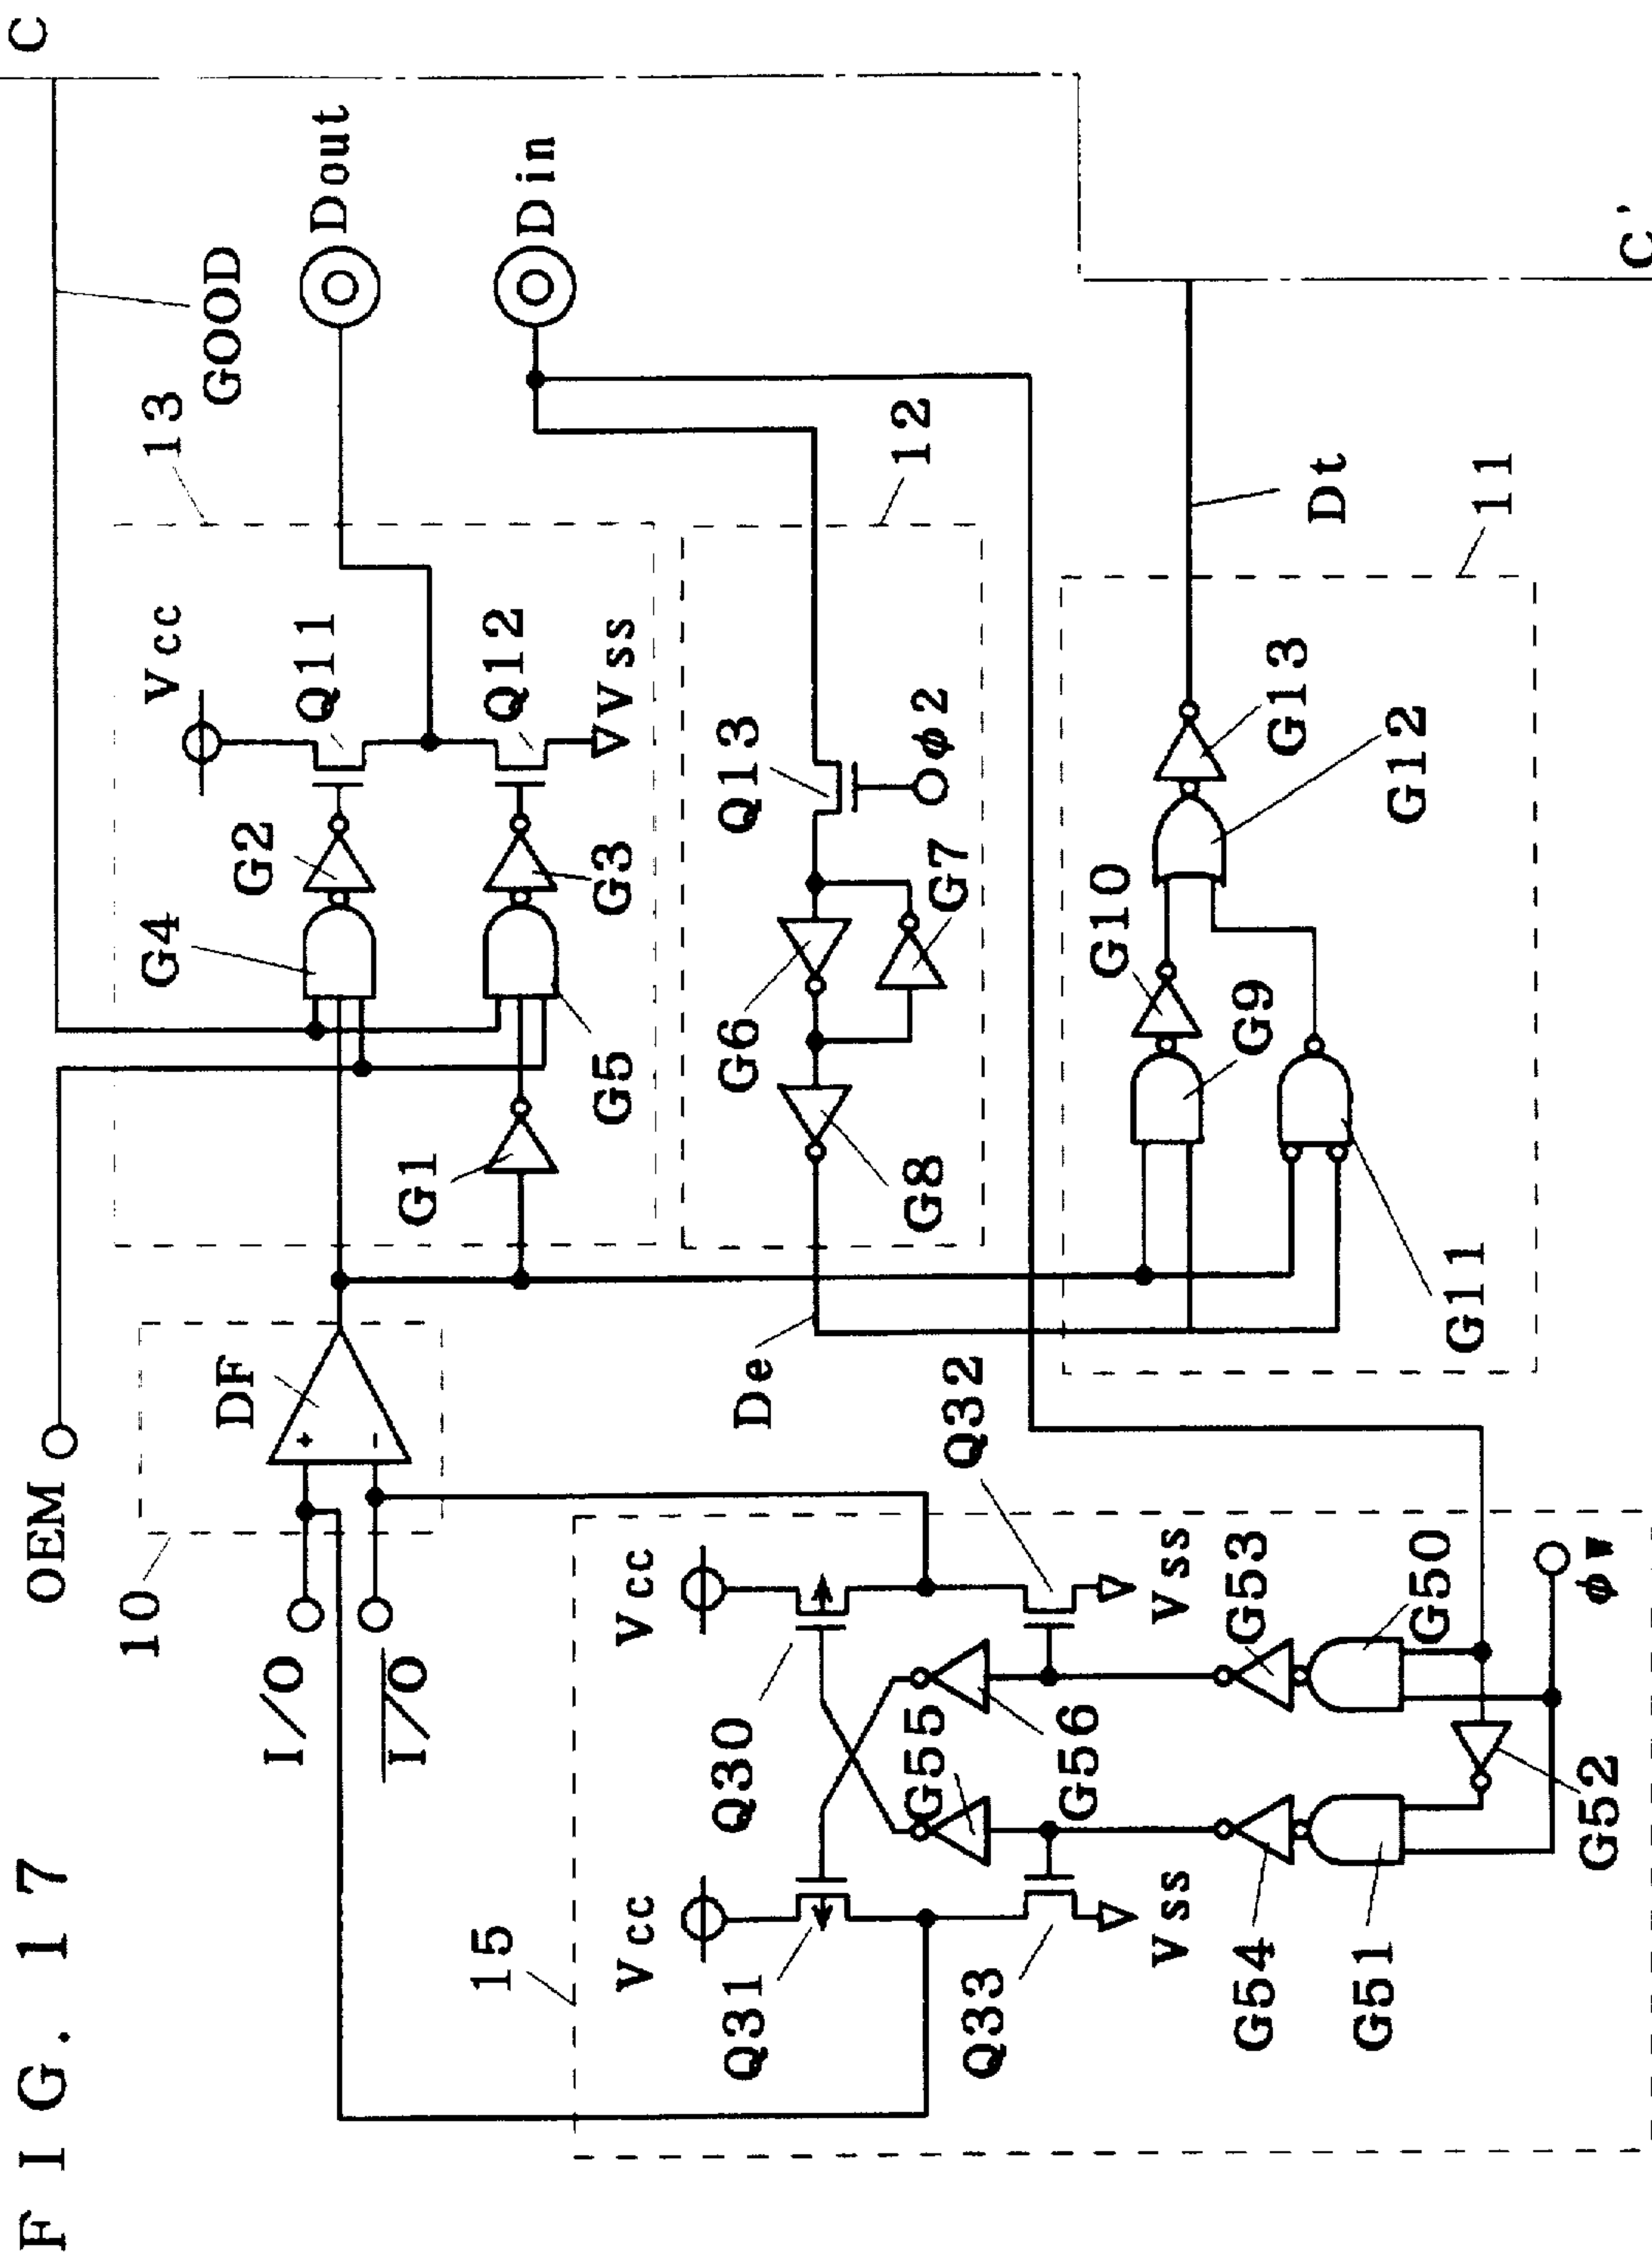 FIG. 17
C
OEM
GOOD
Dout
Din
10
DF
I/O
I/O
13
Vcc
Q11
Q12
Vss
G2
G4
G3
G5
G1
12
Q13
φ2
G6
G7
G8
De
Dt
11
G10
G9
G13
G12
G11
15
Vcc
Vcc
Q30
Q31
Q32
Q33
Vss
Vss
G55
G56
G53
G54
G50
G51
G52
φW
C'